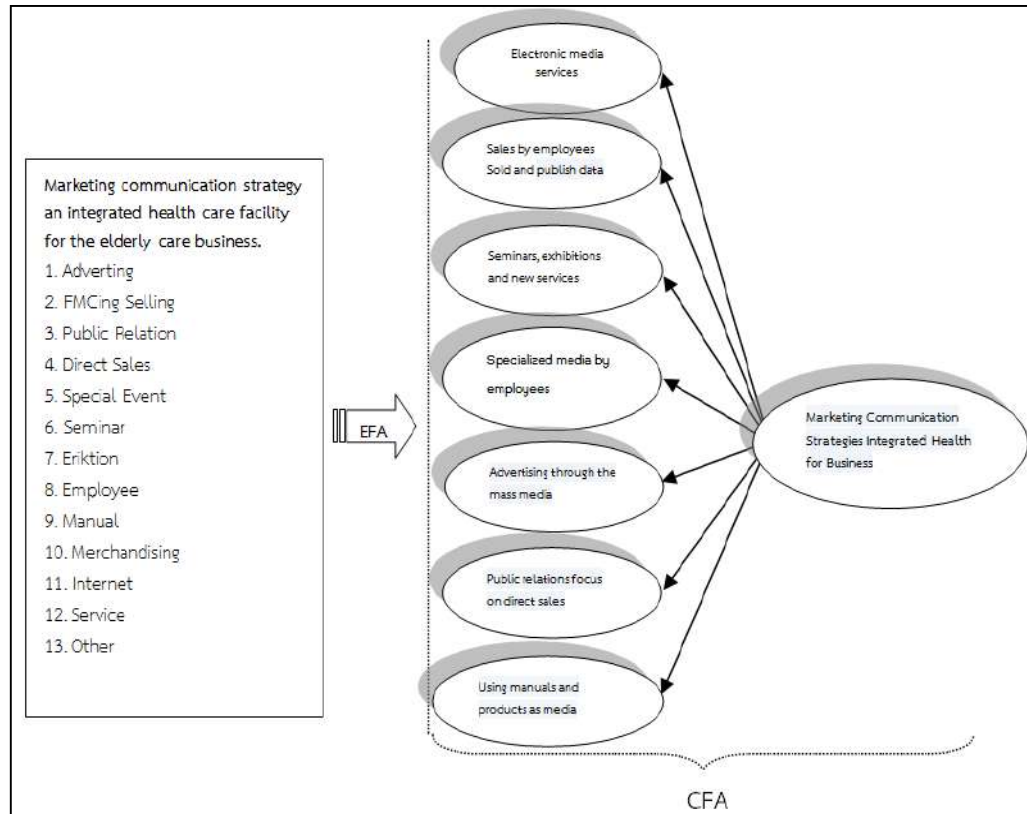 Marketing communication strategy
an integrated health care facility
for the elderly care business.
1. Adverting
2. FMCing Selling
3. Public Relation
4. Direct Sales
5. Special Event
6. Seminar
7. Eriktion
8. Employee
9. Manual
10. Merchandising
11. Internet
12. Service
13. Other
EFA
Electronic media
services
Sales by employees
Sold and publish data
Seminars, exhibitions
and new services
Specialized media by
employees
Advertising through the
mass media
Public relations focus
on direct sales
Using manuals and
products as media
Marketing Communication
Strategies Integrated Health
for Business
CFA